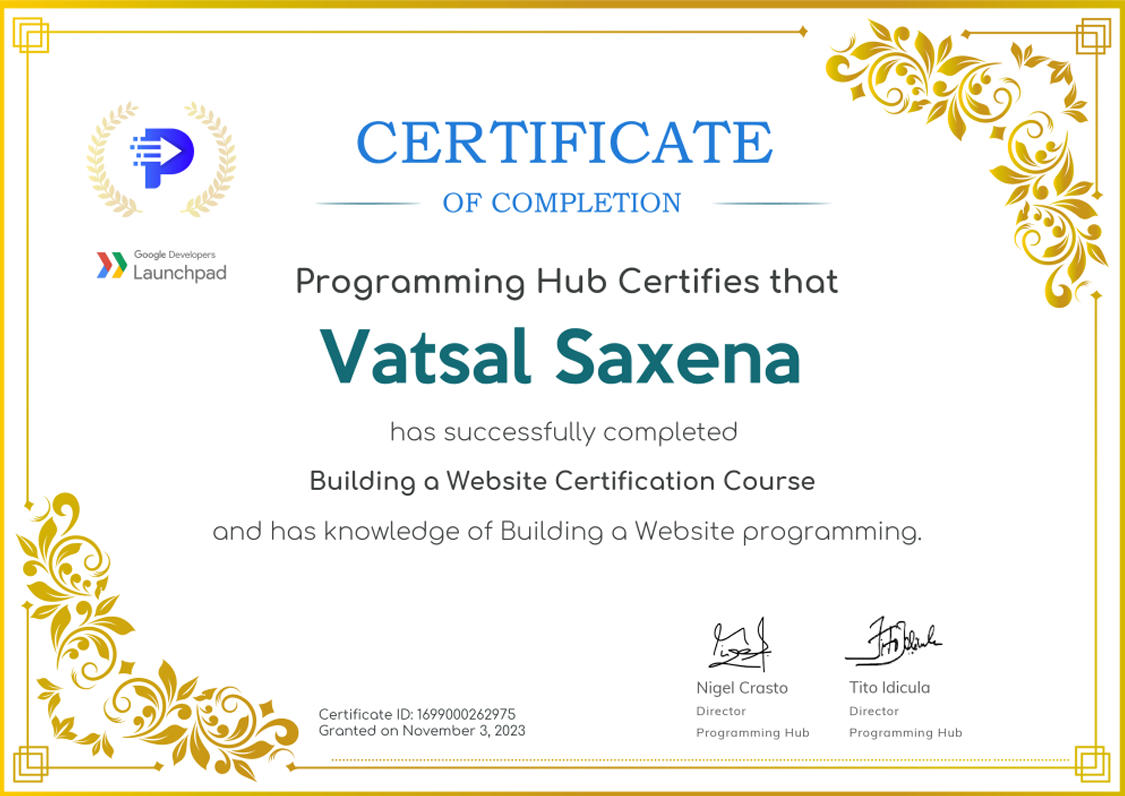 CERTIFICATE
OF COMPLETION
Google Developers
Launchpad
Programming Hub Certifies that
Vatsal Saxena
has successfully completed
Building a Website Certification Course
and has knowledge of Building a Website programming.
Nigel Crasto
Director
Programming Hub
Tito Idicula
Director
Programming Hub
Certificate ID: 1699000262975
Granted on November 3, 2023